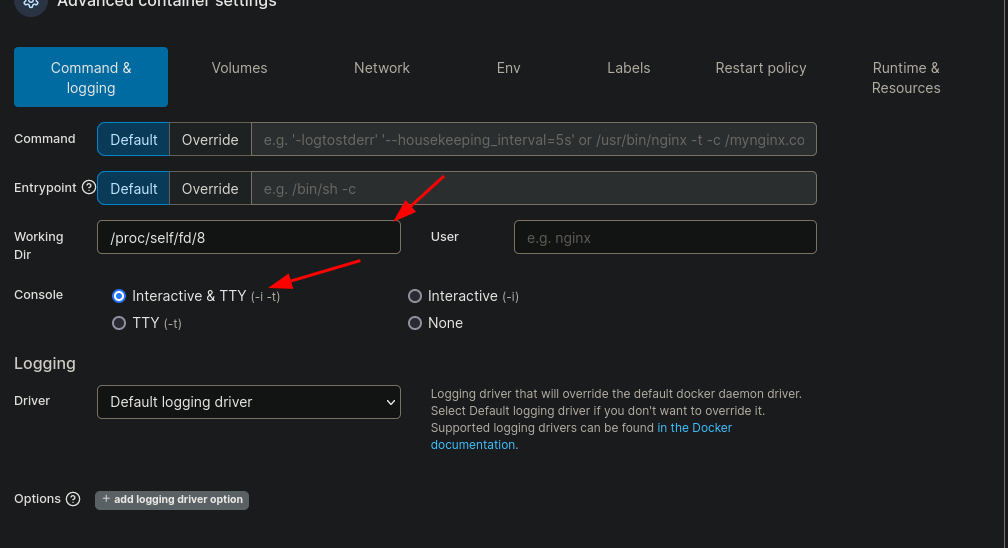 Advanced container settings
Command &
logging
Volumes
Network
Env
Labels
Restart policy
Runtime &
Resources
Command
Default
Override
e.g. '-logtostderr' '--housekeeping_interval=5s' or /usr/bin/nginx -t -c /mynginx.co
Entrypoint
Default
Override
e.g. /bin/sh -c
Working
Dir
/proc/self/fd/8
User
e.g. nginx
Console
Interactive & TTY (-i -t)
Interactive (-i)
TTY (-t)
None
Logging
Driver
Default logging driver
Logging driver that will override the default docker daemon driver.
Select Default logging driver if you don't want to override it.
Supported logging drivers can be found in the Docker
documentation.
Options
+ add logging driver option